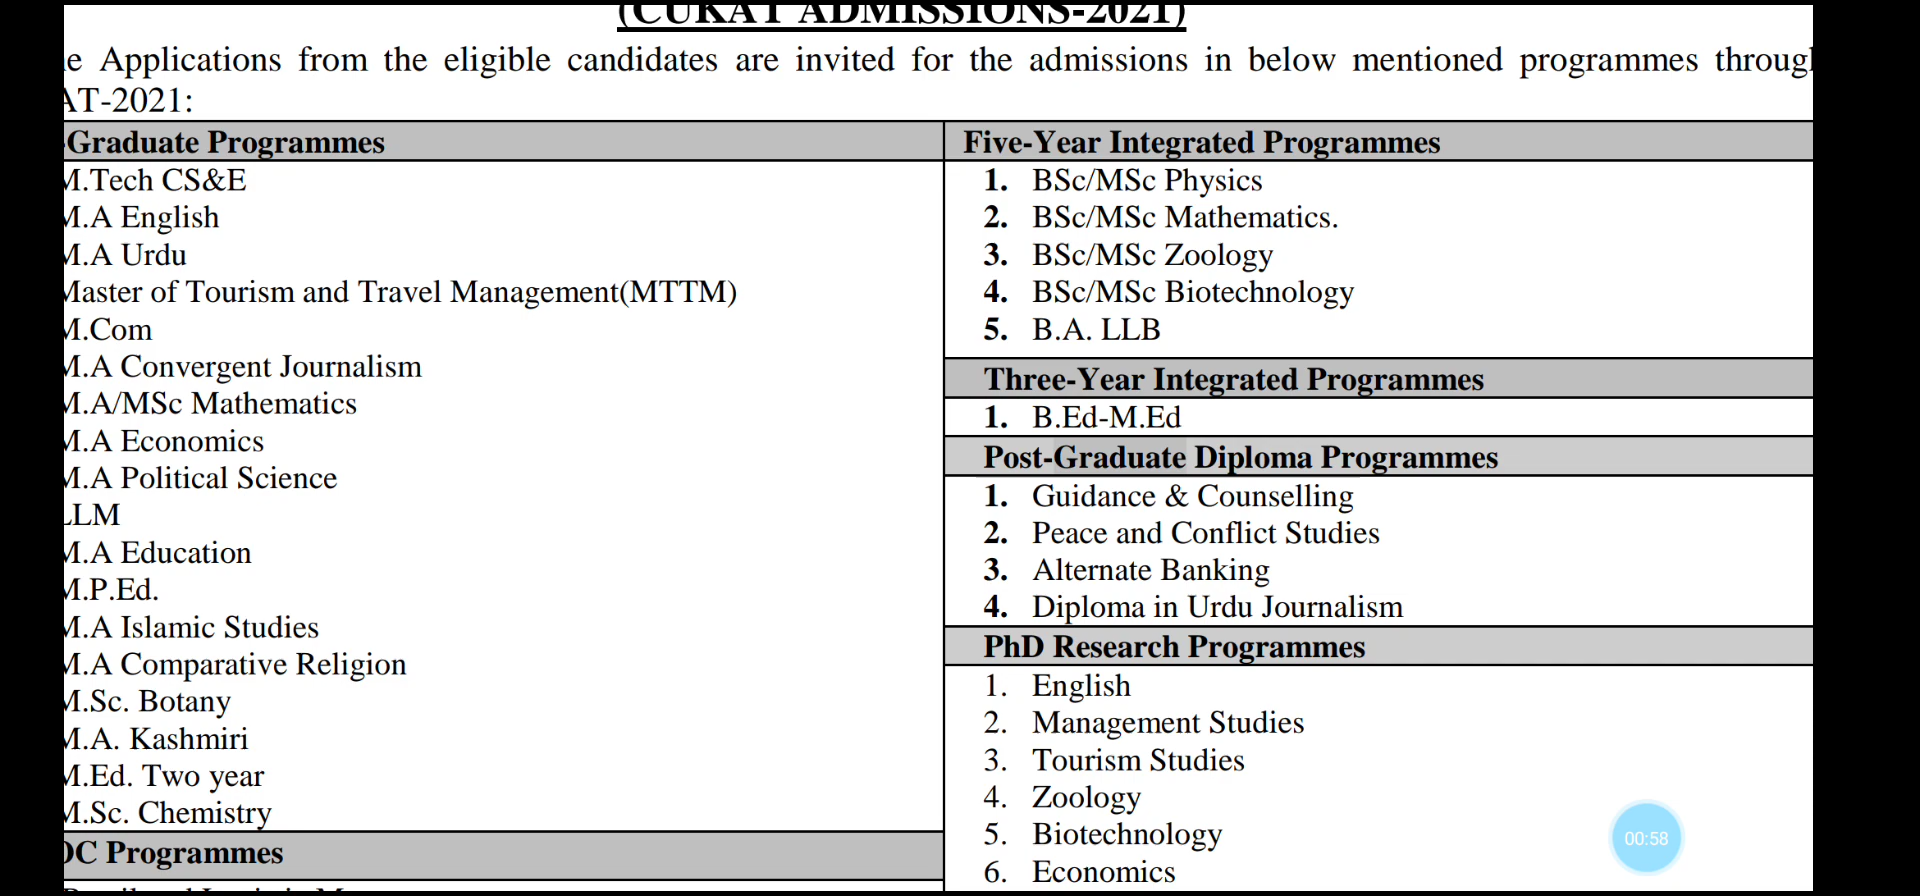 (CUKAT ADMISSIONS-2021)
e Applications from the eligible candidates are invited for the admissions in below mentioned programmes through
AT-2021:
-Graduate Programmes
M.Tech CS&E
M.A English
M.A Urdu
Master of Tourism and Travel Management(MTTM)
M.Com
M.A Convergent Journalism
M.A/MSc Mathematics
M.A Economics
M.A Political Science
LLM
M.A Education
M.P.Ed.
M.A Islamic Studies
M.A Comparative Religion
M.Sc. Botany
M.A. Kashmiri
M.Ed. Two year
M.Sc. Chemistry
OC Programmes
Five-Year Integrated Programmes
1. BSc/MSc Physics
2. BSc/MSc Mathematics.
3. BSc/MSc Zoology
4. BSc/MSc Biotechnology
5. B.A. LLB
Three-Year Integrated Programmes
1. B.Ed-M.Ed
Post-Graduate Diploma Programmes
1. Guidance & Counselling
2. Peace and Conflict Studies
3. Alternate Banking
4. Diploma in Urdu Journalism
PhD Research Programmes
1. English
2. Management Studies
3. Tourism Studies
4. Zoology
5. Biotechnology
6. Economics
00:58